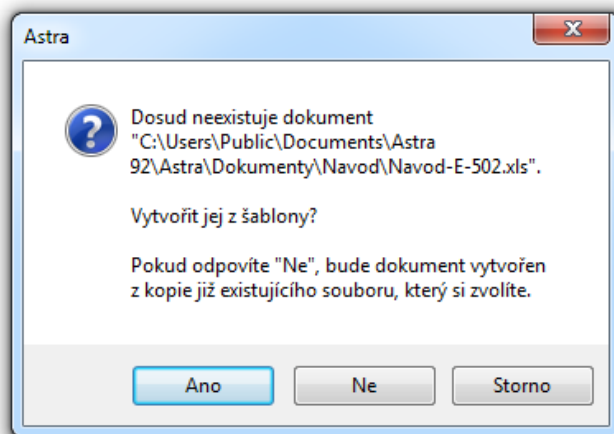 Astra
Dosud neexistuje dokument
"C:\Users\Public\Documents\Astra
92\Astra\Dokumenty\Navod\Navod-E-502.xls".
Vytvořit jej z šablony?
Pokud odpovíte "Ne", bude dokument vytvořen
z kopie již existujícího souboru, který si zvolíte.
Ano
Ne
Storno